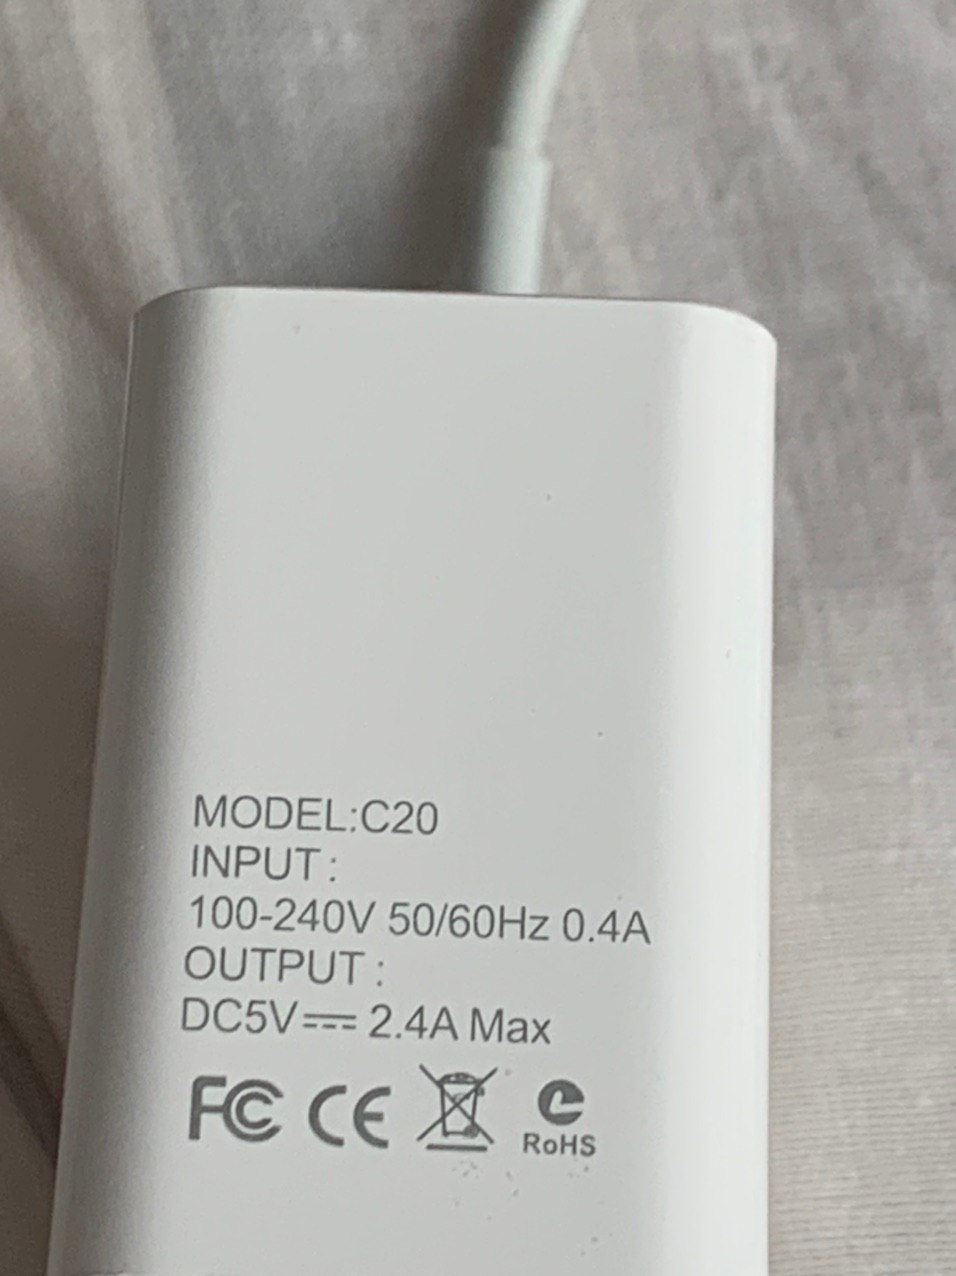 MODEL:C20
INPUT :
100-240V 50/60Hz 0.4A
OUTPUT :
DC5V⎓ 2.4A Max
FC CE
RoHS